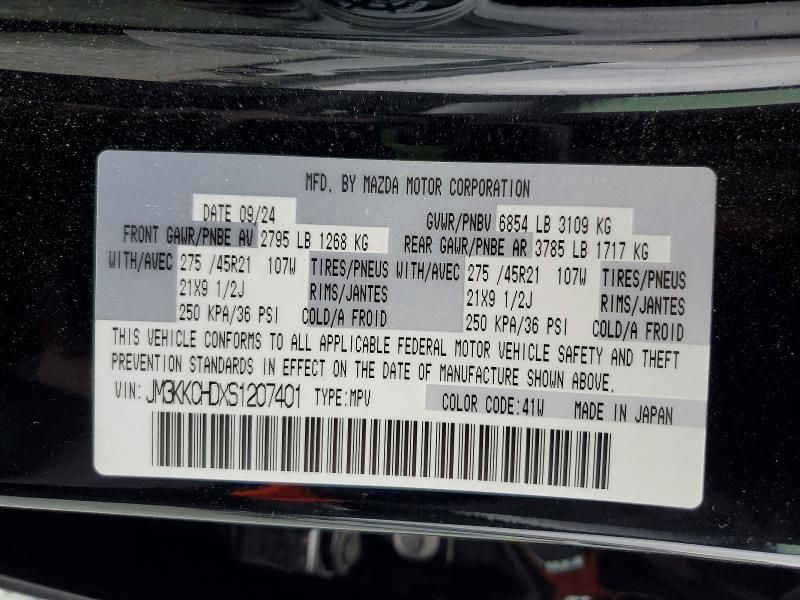 MFD. BY MAZDA MOTOR CORPORATION
DATE 09/24 GVWR/PNBV 6854 LB 3109 KG
FRONT GAWR/PNBE AV 2795 LB 1268 KG REAR GAWR/PNBE AR 3785 LB 1717 KG
WITH/AVEC 275 /45R21 107W TIRES/PNEUS WITH/AVEC 275 /45R21 107W TIRES/PNEUS
21X9 1/2J RIMS/JANTES 21X9 1/2J RIMS/JANTES
250 KPA/36 PSI COLD/A FROID 250 KPA/36 PSI COLD/A FROID
THIS VEHICLE CONFORMS TO ALL APPLICABLE FEDERAL MOTOR VEHICLE SAFETY AND THEFT
PREVENTION STANDARDS IN EFFECT ON THE DATE OF MANUFACTURE SHOWN ABOVE.
VIN: JM3KKCHDXS1207401 TYPE:MPV COLOR CODE:41W MADE IN JAPAN